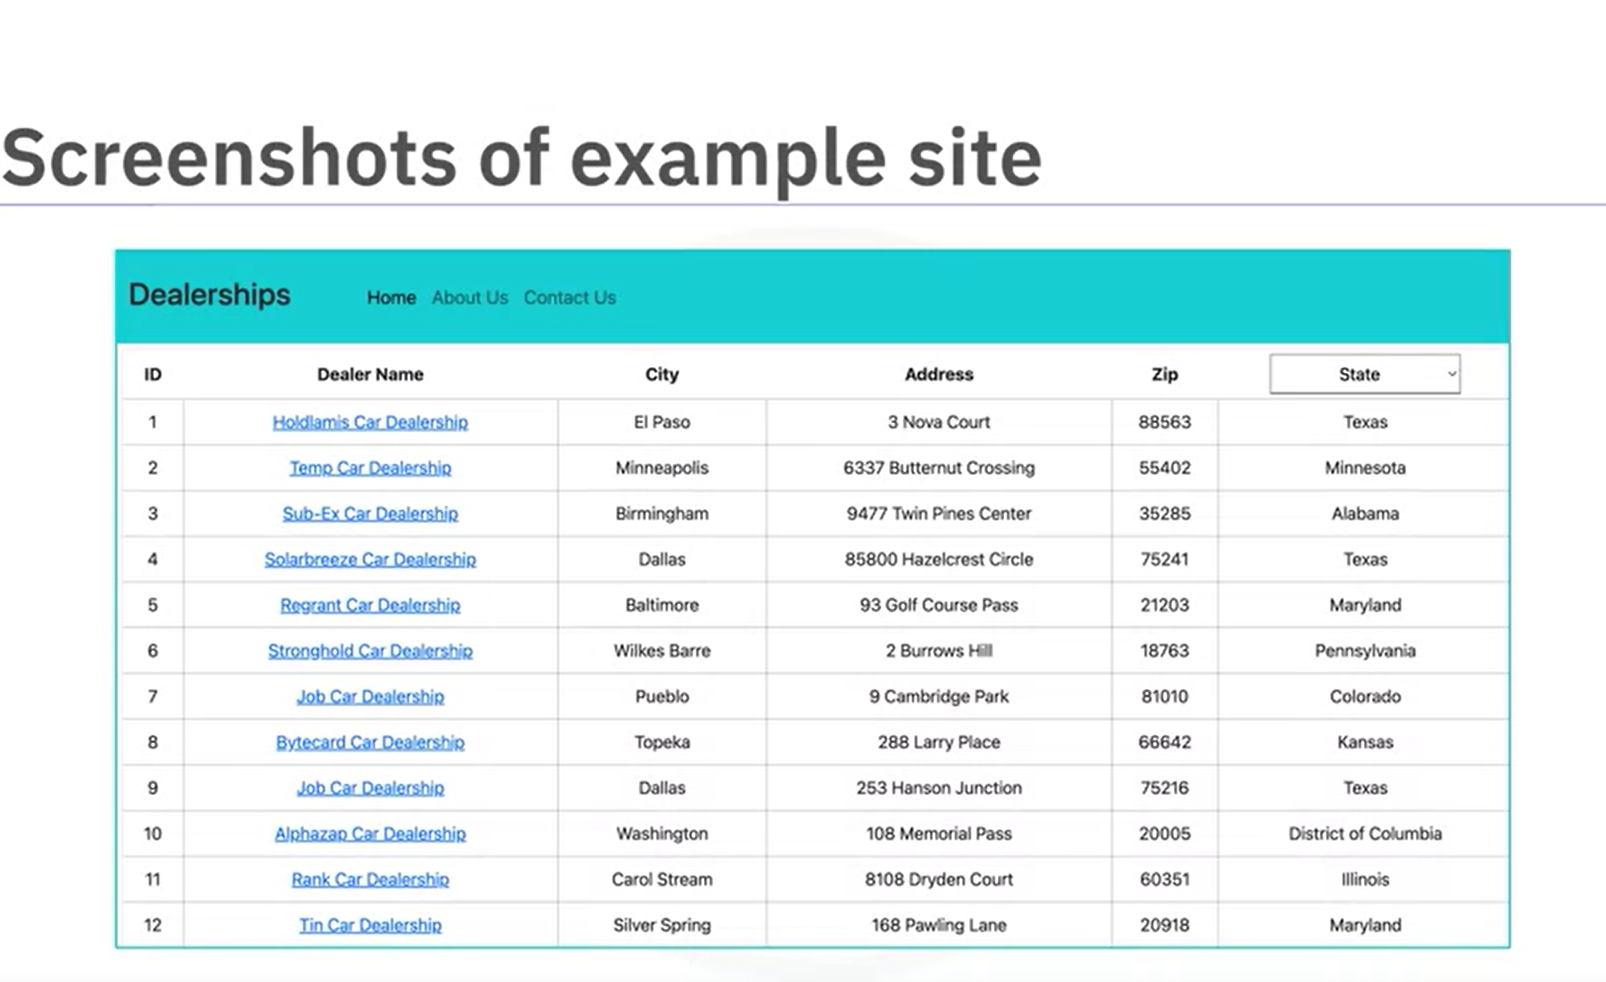 Screenshots of example site
Dealerships Home About Us Contact Us
ID Dealer Name City Address Zip State
1 Holdlamis Car Dealership El Paso 3 Nova Court 88563 Texas
2 Temp Car Dealership Minneapolis 6337 Butternut Crossing 55402 Minnesota
3 Sub-Ex Car Dealership Birmingham 9477 Twin Pines Center 35285 Alabama
4 Solarbreeze Car Dealership Dallas 85800 Hazelcrest Circle 75241 Texas
5 Regrant Car Dealership Baltimore 93 Golf Course Pass 21203 Maryland
6 Stronghold Car Dealership Wilkes Barre 2 Burrows Hill 18763 Pennsylvania
7 Job Car Dealership Pueblo 9 Cambridge Park 81010 Colorado
8 Bytecard Car Dealership Topeka 288 Larry Place 66642 Kansas
9 Job Car Dealership Dallas 253 Hanson Junction 75216 Texas
10 Alphazap Car Dealership Washington 108 Memorial Pass 20005 District of Columbia
11 Rank Car Dealership Carol Stream 8108 Dryden Court 60351 Illinois
12 Tin Car Dealership Silver Spring 168 Pawling Lane 20918 Maryland